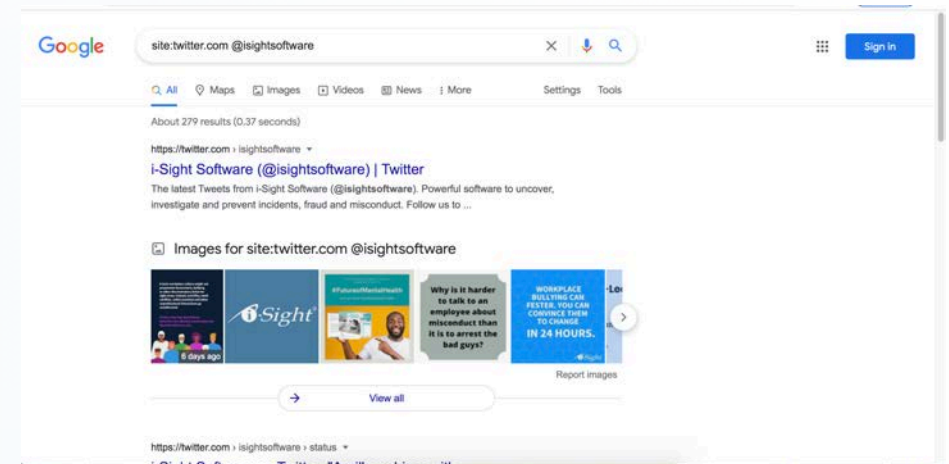 Google
site:twitter.com @isightsoftware
Sign in
All Maps Images Videos News More Settings Tools
About 279 results (0.37 seconds)
https://twitter.com › isightsoftware
i-Sight Software (@isightsoftware) | Twitter
The latest Tweets from i-Sight Software (@isightsoftware). Powerful software to uncover,
investigate and prevent incidents, fraud and misconduct. Follow us to ...
Images for site:twitter.com @isightsoftware
6 days ago
i-Sight
#FutureofMentalHealth
Why is it harder
to talk to an
employee about
misconduct than
it is to arrest the
bad guys?
WORKPLACE
BULLYING CAN
FESTER. YOU CAN
CONVINCE THEM
TO CHANGE
IN 24 HOURS.
i-Sight
Report images
View all
https://twitter.com › isightsoftware › status